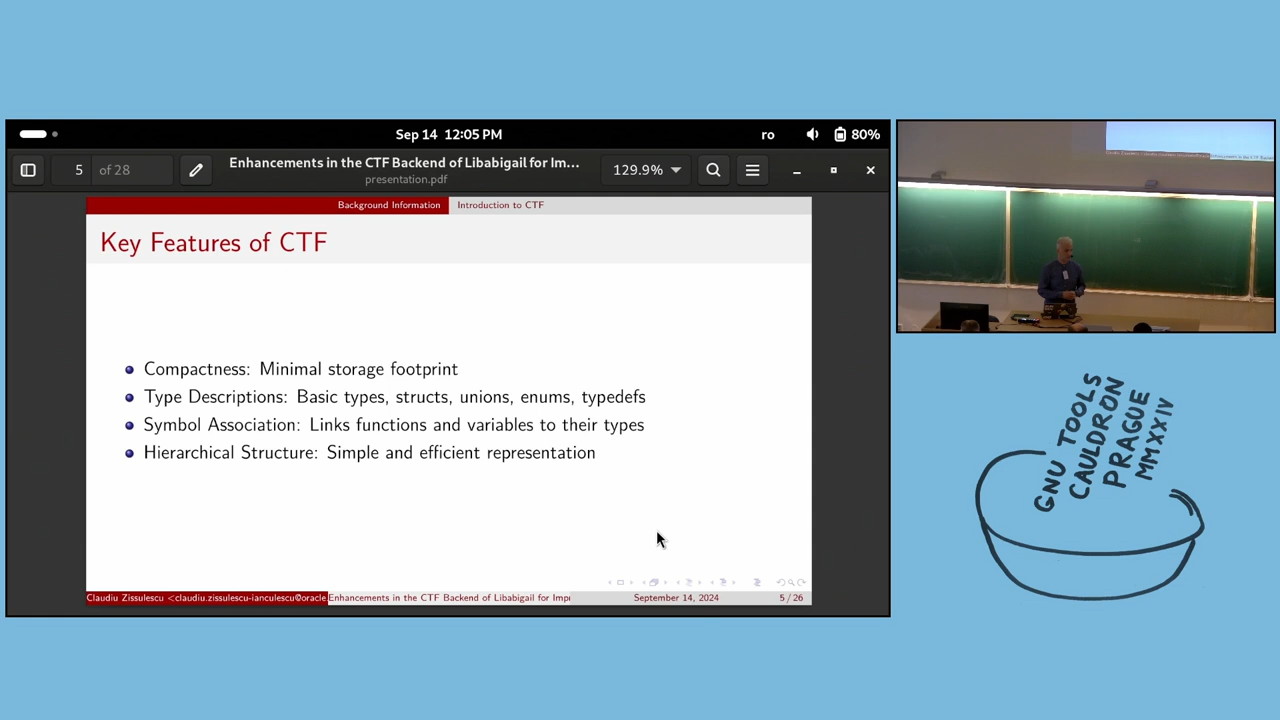 Sep 14 12:05 PM
ro
80%
5 of 28
Enhancements in the CTF Backend of Libabigail for Imp...
presentation.pdf
129.9%
Background Information
Introduction to CTF
Key Features of CTF
Compactness: Minimal storage footprint
Type Descriptions: Basic types, structs, unions, enums, typedefs
Symbol Association: Links functions and variables to their types
Hierarchical Structure: Simple and efficient representation
Claudiu Zissulescu <claudiu.zissulescu-ianculescu@oracle
Enhancements in the CTF Backend of Libabigail for Imp
September 14, 2024
5 / 26
GNU TOOLS
CAULDRON
PRAGUE
MMXXIV